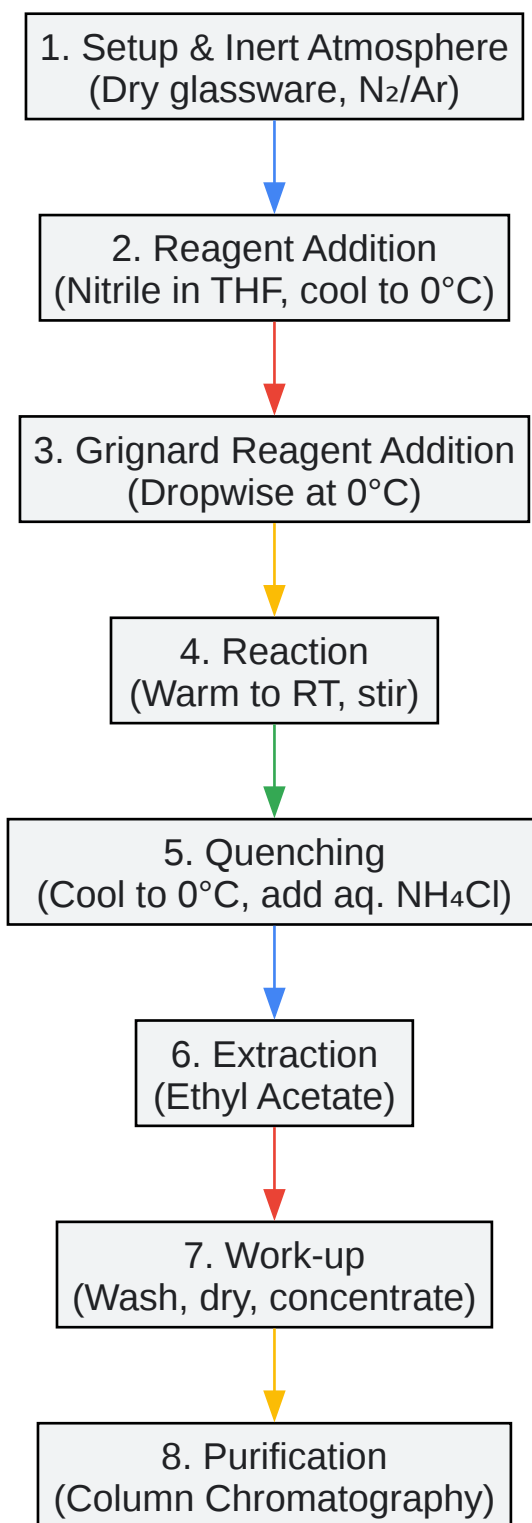 1. Setup & Inert Atmosphere
(Dry glassware, N₂/Ar)
2. Reagent Addition
(Nitrile in THF, cool to 0°C)
3. Grignard Reagent Addition
(Dropwise at 0°C)
4. Reaction
(Warm to RT, stir)
5. Quenching
(Cool to 0°C, add aq. NH₄Cl)
6. Extraction
(Ethyl Acetate)
7. Work-up
(Wash, dry, concentrate)
8. Purification
(Column Chromatography)